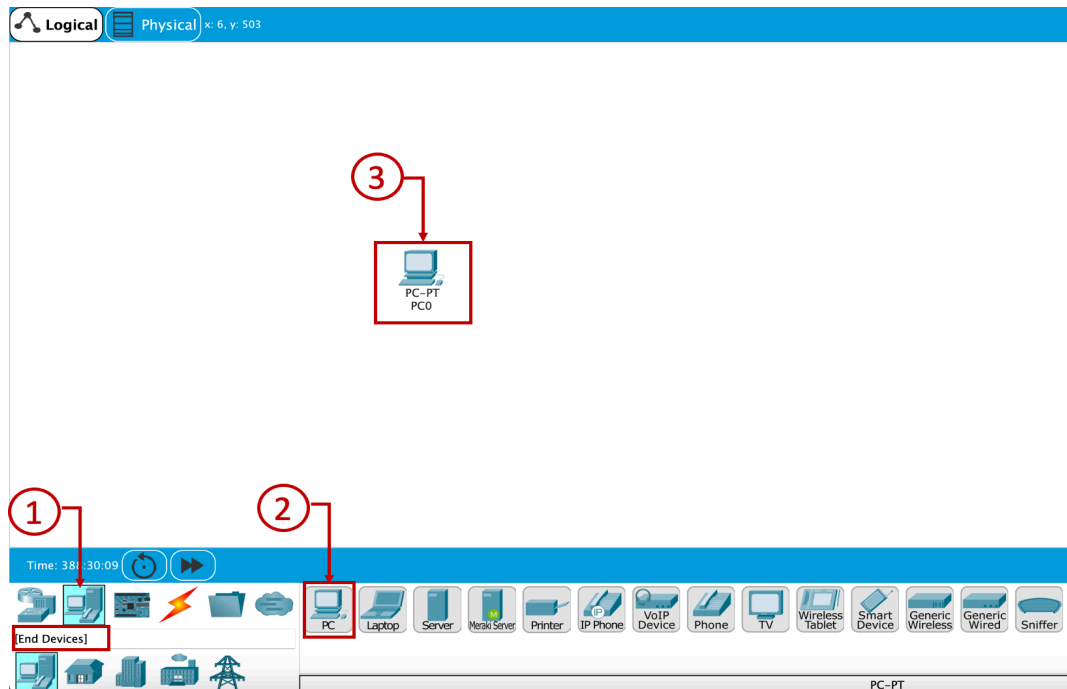 Logical Physical x: 6, y: 503
3
PC-PT
PC0
1
2
Time: 388:30:09
PC Laptop Server Meraki Server Printer IP Phone VoIP Device Phone TV Wireless Tablet Smart Device Generic Wireless Generic Wired Sniffer
[End Devices]
PC-PT